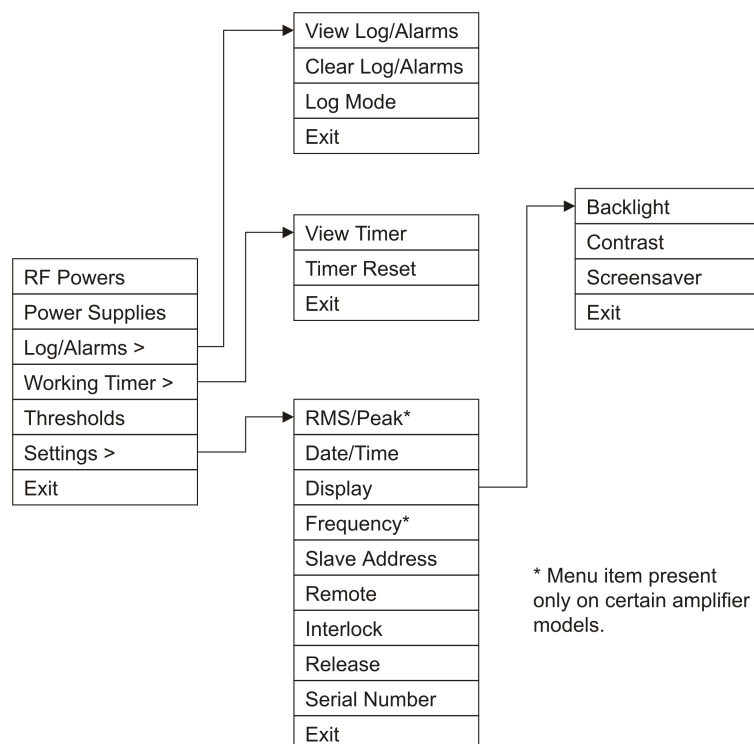 View Log/Alarms
Clear Log/Alarms
Log Mode
Exit
View Timer
Timer Reset
Exit
Backlight
Contrast
Screensaver
Exit
RF Powers
Power Supplies
Log/Alarms >
Working Timer >
Thresholds
Settings >
Exit
RMS/Peak*
Date/Time
Display
Frequency*
Slave Address
Remote
Interlock
Release
Serial Number
Exit
* Menu item present
only on certain amplifier
models.